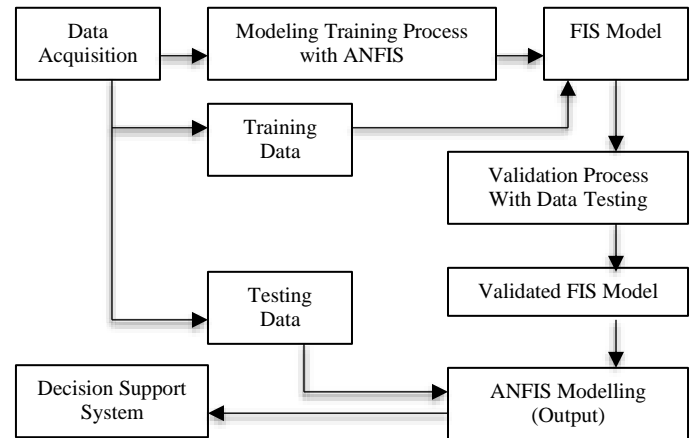 Data
Acquisition
Modeling Training Process
with ANFIS
FIS Model
Training
Data
Validation Process
With Data Testing
Testing
Data
Validated FIS Model
Decision Support
System
ANFIS Modelling
(Output)